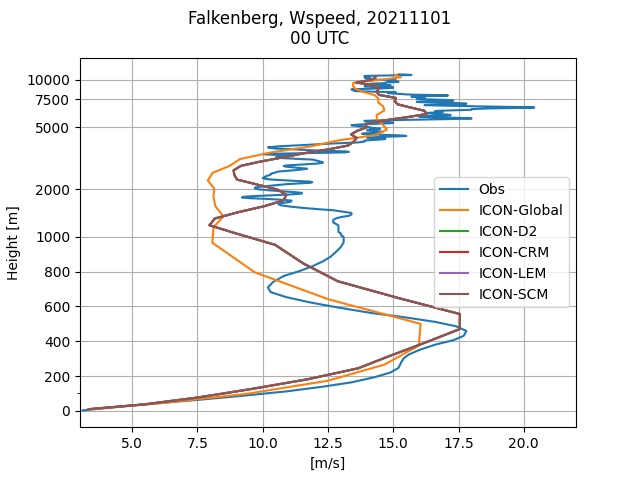 Falkenberg, Wspeed, 20211101
00 UTC
Height [m]
10000
7500
5000
2000
1000
800
600
400
200
0
Obs
ICON-Global
ICON-D2
ICON-CRM
ICON-LEM
ICON-SCM
5.0 7.5 10.0 12.5 15.0 17.5 20.0
[m/s]